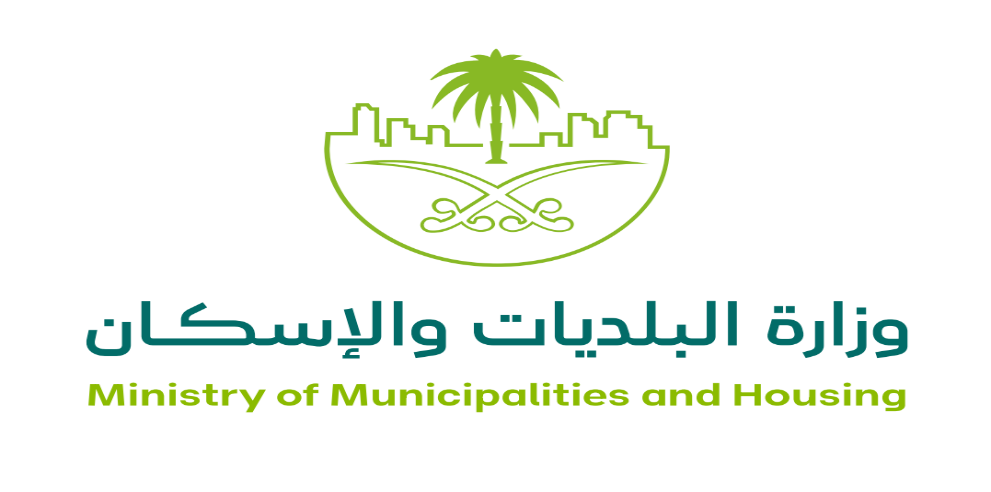 وزارة البلديات والإسكان
Ministry of Municipalities and Housing